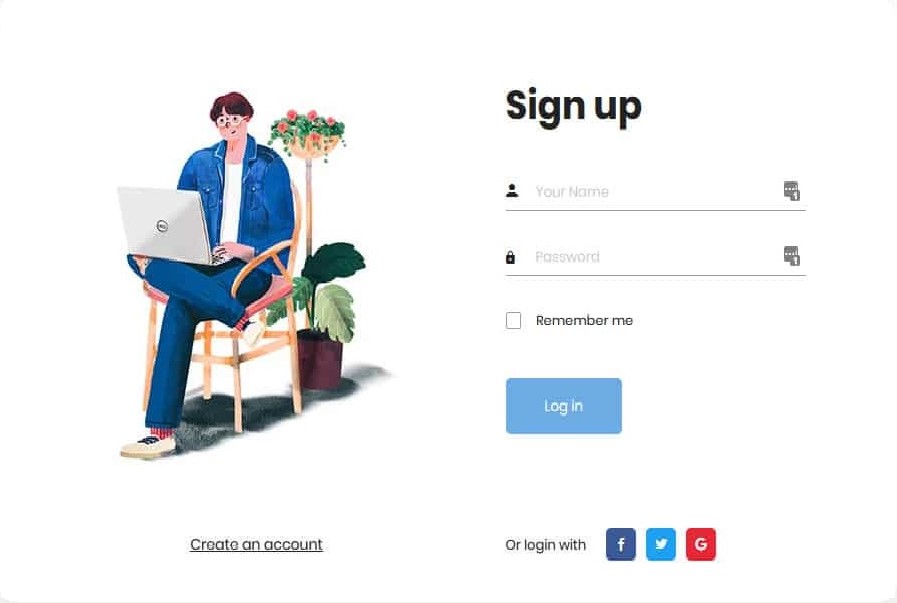 Sign up
Your Name
Password
Remember me
Log in
Create an account
Or login with